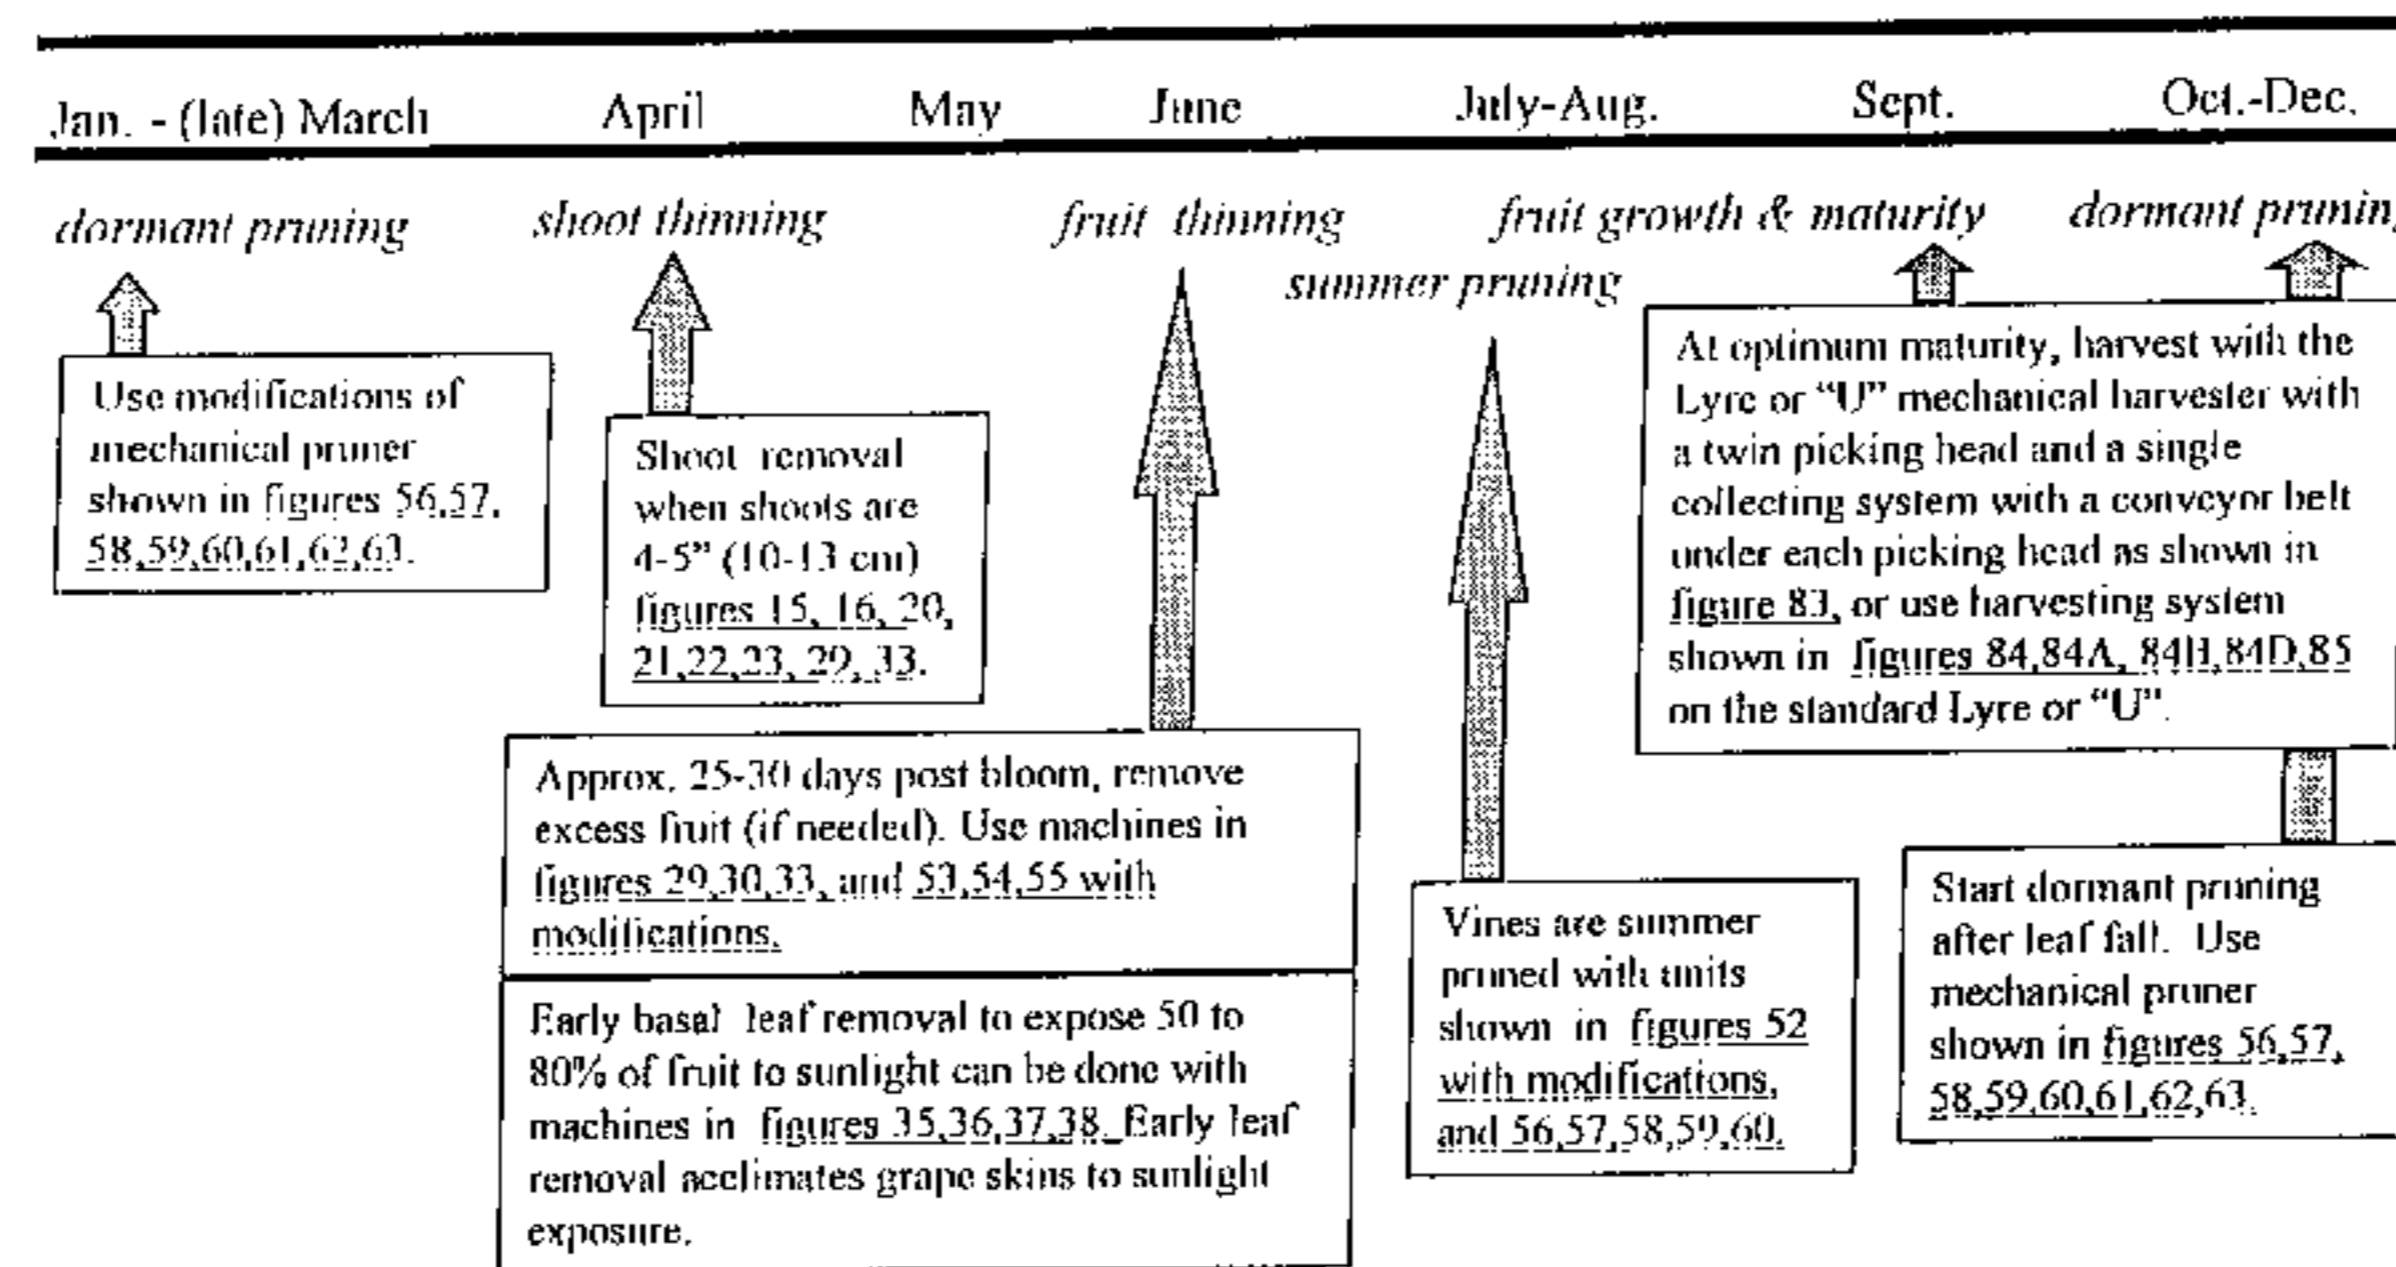 Jan. - (late) March April May June July-Aug. Sept. Oct.-Dec.
dormant pruning shoot thinning fruit thinning fruit growth & maturity dormant prunin
summer pruning
Use modifications of
mechanical pruner
shown in figures 56,57,
58,59,60,61,62,63.
Shoot removal
when shoots are
4-5" (10-13 cm)
figures 15, 16, 20,
21,22,23, 29, 33.
Approx. 25-30 days post bloom, remove
excess fruit (if needed). Use machines in
figures 29,30,33, and 53,54,55 with
modifications.
Early basal leaf removal to expose 50 to
80% of fruit to sunlight can be done with
machines in figures 35,36,37,38. Early leaf
removal acclimates grape skins to sunlight
exposure.
Vines are summer
pruned with units
shown in figures 52
with modifications,
and 56,57,58,59,60.
At optimum maturity, harvest with the
Lyre or "U" mechanical harvester with
a twin picking head and a single
collecting system with a conveyor belt
under each picking head as shown in
figure 83, or use harvesting system
shown in figures 84,84A, 84B,84D,85
on the standard Lyre or "U".
Start dormant pruning
after leaf fall. Use
mechanical pruner
shown in figures 56,57,
58,59,60,61,62,63.